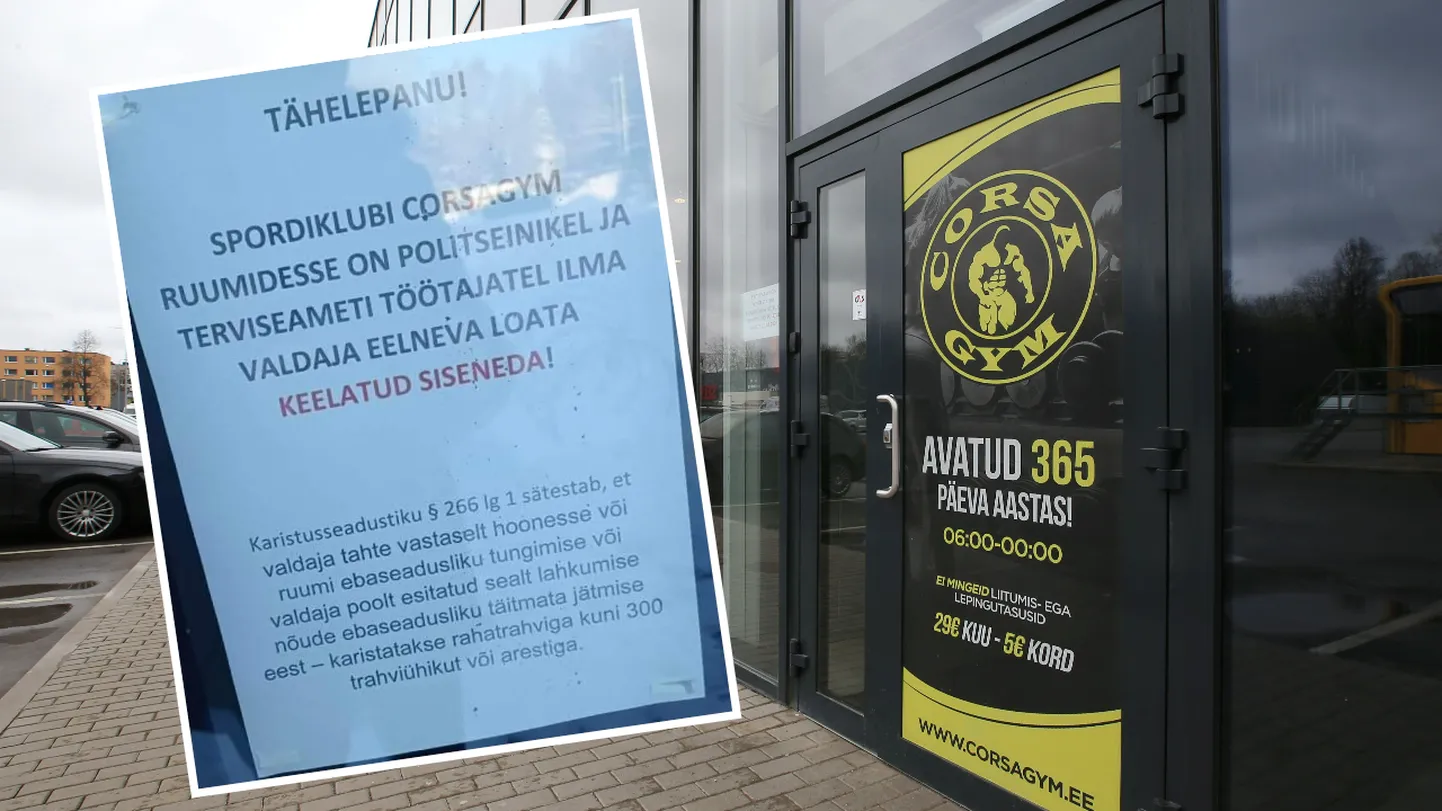 TÄHELEPANU!
SPORDIKLUBI CORSAGYM
RUUMIDESSE ON POLITSEINIKEL JA
TERVISEAMETI TÖÖTAJATEL ILMA
VALDAJA EELNEVA LOATA
KEELATUD SISENEDA!
Karistusseadustiku § 266 lg 1 sätestab, et
valdaja tahte vastaselt hoonesse või
ruumi ebaseadusliku tungimise või
valdaja poolt esitatud sealt lahkumise
nõude ebaseadusliku täitmata jätmise
eest – karistatakse rahatrahviga kuni 300
trahviühikut või arestiga.
CORSA
GYM
AVATUD 365
PÄEVA AASTAS!
06:00-00:00
EI MINGEID LIITUMIS- EGA
LEPINGUTASUSID
29€ KUU - 5€ KORD
WWW.CORSAGYM.EE